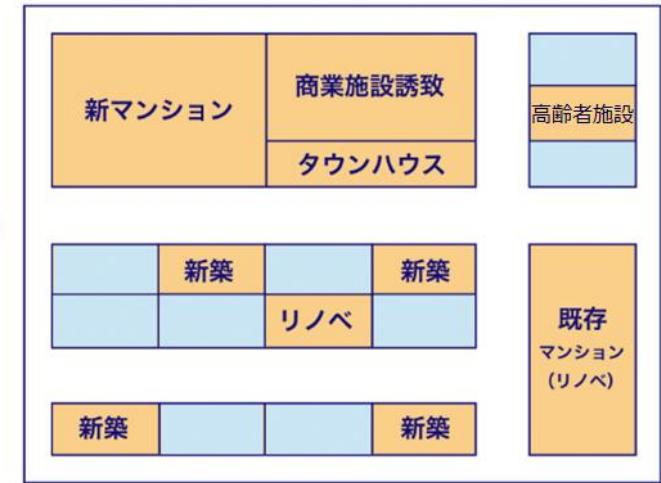 新マンション
商業施設誘致
タウンハウス
高齢者施設
新築
新築
リノベ
既存
マンション
(リノベ)
新築
新築